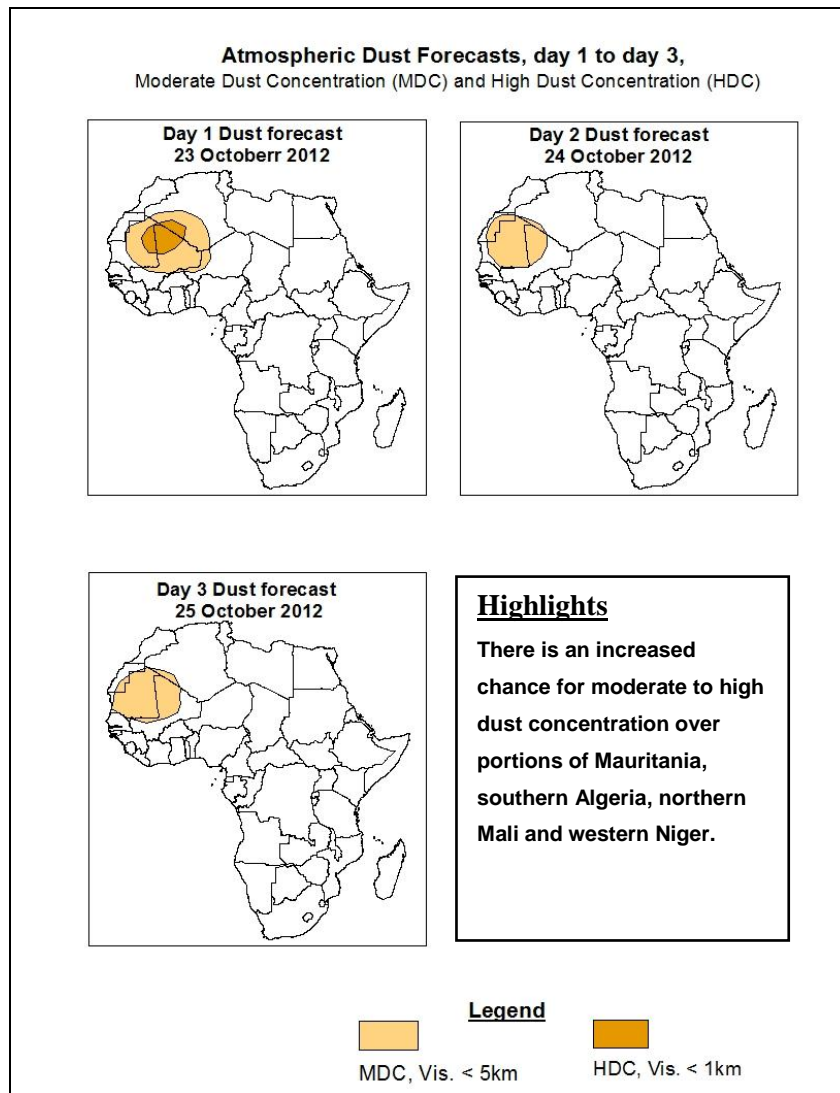 Atmospheric Dust Forecasts, day 1 to day 3,
Moderate Dust Concentration (MDC) and High Dust Concentration (HDC)
Day 1 Dust forecast
23 Octoberr 2012
Day 2 Dust forecast
24 October 2012
Day 3 Dust forecast
25 October 2012
Highlights
There is an increased
chance for moderate to high
dust concentration over
portions of Mauritania,
southern Algeria, northern
Mali and western Niger.
Legend
MDC, Vis. < 5km
HDC, Vis. < 1km